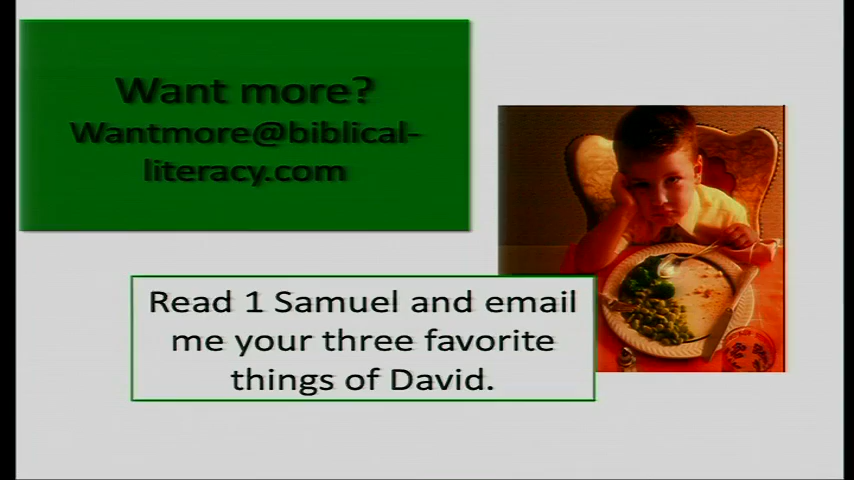 Want more?
Wantmore@biblical-
literacy.com
Read 1 Samuel and email
me your three favorite
things of David.